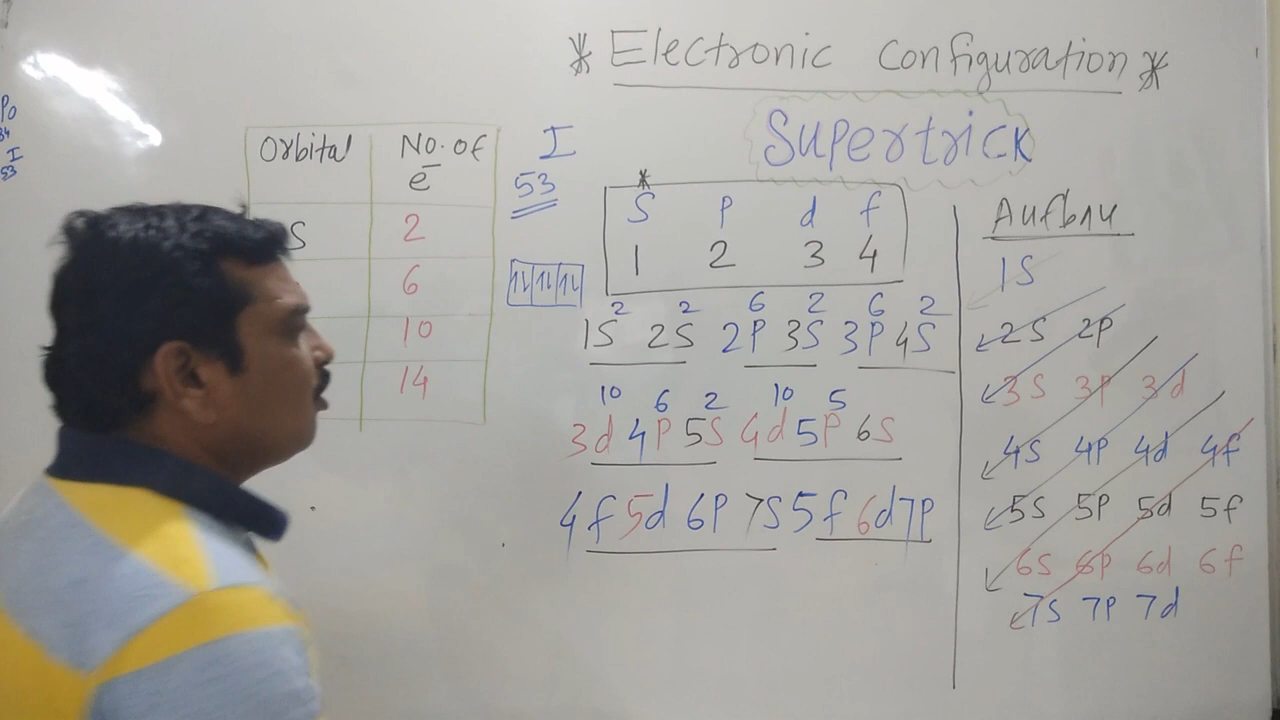 * Electronic Configuration *
Supertrick
Po
84
I
53
Orbital No. of e⁻
S 2
6
10
14
I
53
*
S p d f
1 2 3 4
1S² 2S² 2P⁶ 3S² 3P⁶ 4S²
3d¹⁰ 4P⁶ 5S² 4d¹⁰ 5P⁵ 6S
4f 5d 6P 7S 5f 6d 7P
Aufbau
1S
2S 2P
3S 3P 3d
4S 4P 4d 4f
5S 5P 5d 5f
6S 6P 6d 6f
7S 7P 7d